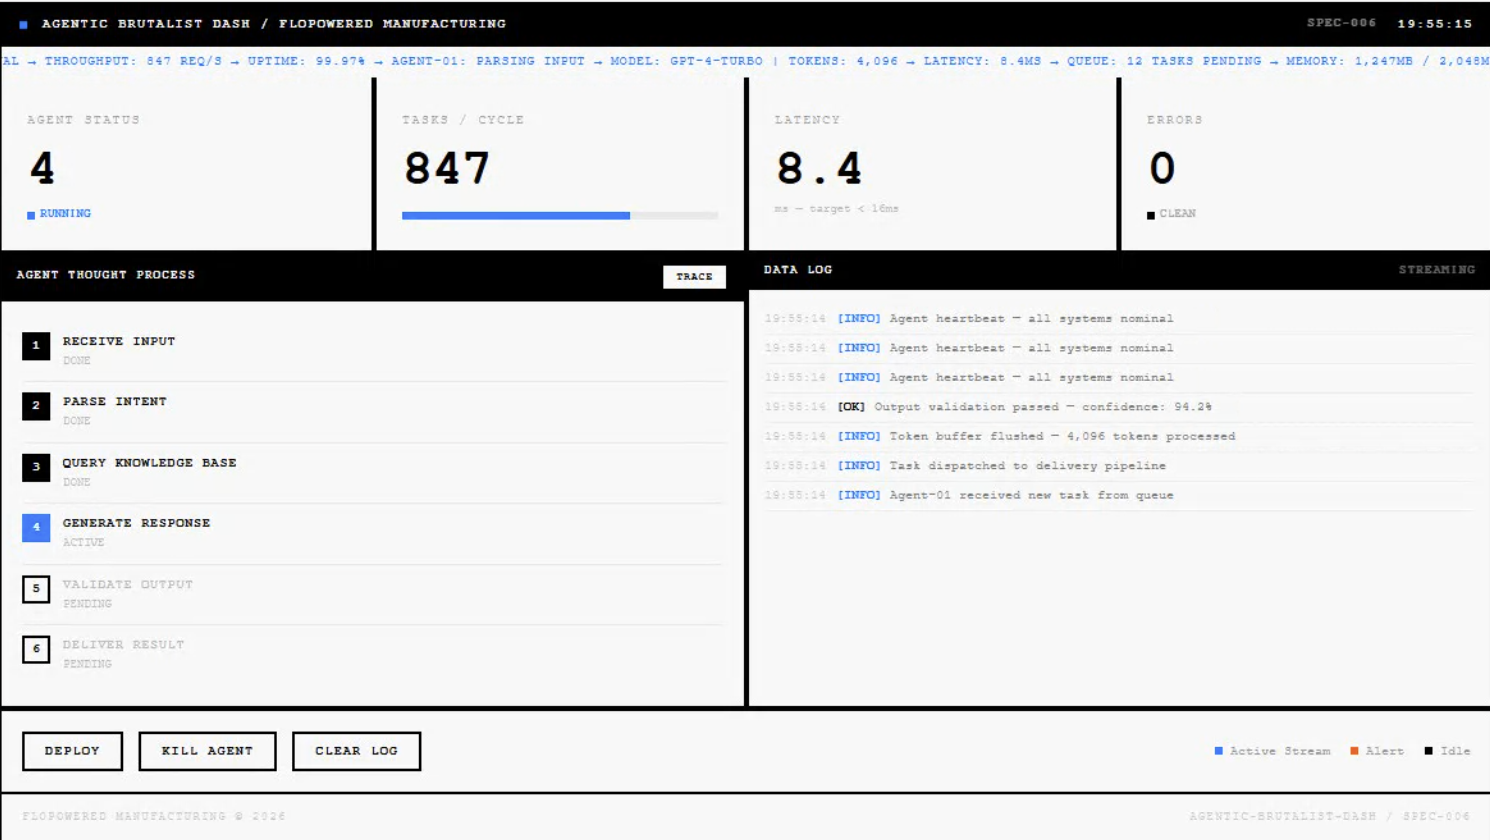 AGENTIC BRUTALIST DASH / FLOPOWERED MANUFACTURING
SPEC-006 19:55:15
AL → THROUGHPUT: 847 REQ/S → UPTIME: 99.97% → AGENT-01: PARSING INPUT → MODEL: GPT-4-TURBO | TOKENS: 4,096 → LATENCY: 8.4MS → QUEUE: 12 TASKS PENDING → MEMORY: 1,247MB / 2,048M
AGENT STATUS
4
RUNNING
TASKS / CYCLE
847
LATENCY
8.4
ms — target < 16ms
ERRORS
0
CLEAN
AGENT THOUGHT PROCESS
TRACE
1 RECEIVE INPUT
DONE
2 PARSE INTENT
DONE
3 QUERY KNOWLEDGE BASE
DONE
4 GENERATE RESPONSE
ACTIVE
5 VALIDATE OUTPUT
PENDING
6 DELIVER RESULT
PENDING
DATA LOG
STREAMING
19:55:14 [INFO] Agent heartbeat — all systems nominal
19:55:14 [INFO] Agent heartbeat — all systems nominal
19:55:14 [INFO] Agent heartbeat — all systems nominal
19:55:14 [OK] Output validation passed — confidence: 94.2%
19:55:14 [INFO] Token buffer flushed — 4,096 tokens processed
19:55:14 [INFO] Task dispatched to delivery pipeline
19:55:14 [INFO] Agent-01 received new task from queue
DEPLOY
KILL AGENT
CLEAR LOG
Active Stream
Alert
Idle
FLOPOWERED MANUFACTURING © 2026
AGENTIC-BRUTALIST-DASH / SPEC-006